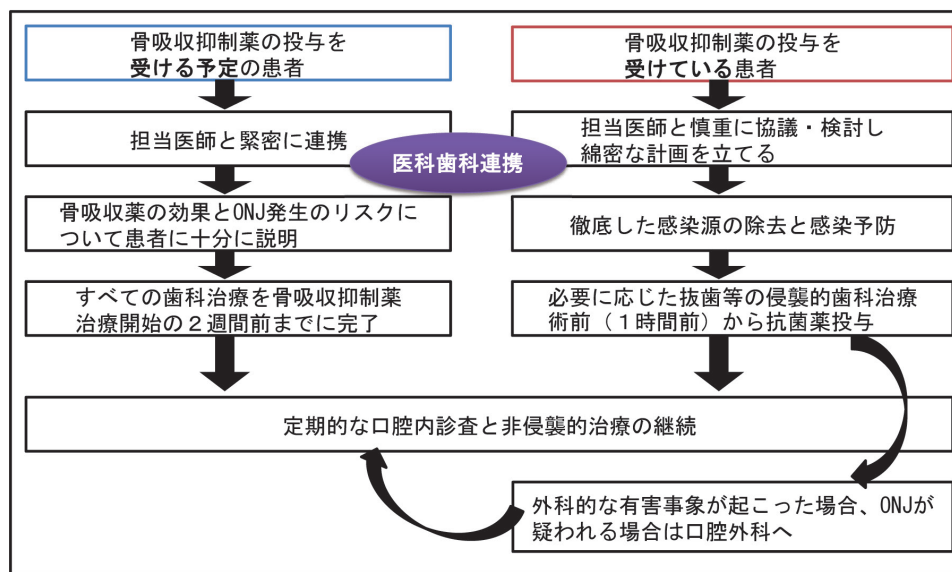 骨吸収抑制薬の投与を
受ける予定の患者
担当医師と緊密に連携
骨吸収薬の効果とONJ発生のリスクに
ついて患者に十分に説明
すべての歯科治療を骨吸収抑制薬
治療開始の2週間前までに完了
医科歯科連携
骨吸収抑制薬の投与を
受けている患者
担当医師と慎重に協議・検討し
綿密な計画を立てる
徹底した感染源の除去と感染予防
必要に応じた抜歯等の侵襲的歯科治療
術前（1時間前）から抗菌薬投与
定期的な口腔内診査と非侵襲的治療の継続
外科的な有害事象が起こった場合、ONJが
疑われる場合は口腔外科へ